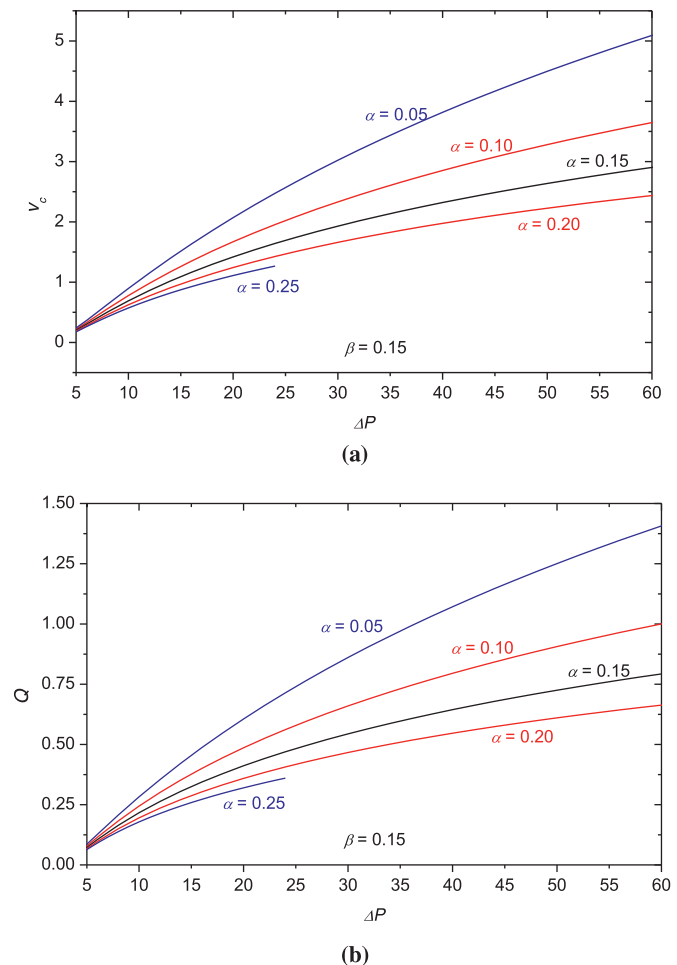 5
4
3
2
1
0
v_c
α = 0.05
α = 0.10
α = 0.15
α = 0.20
α = 0.25
β = 0.15
5 10 15 20 25 30 35 40 45 50 55 60
ΔP
(a)
1.50
1.25
1.00
0.75
0.50
0.25
0.00
Q
α = 0.05
α = 0.10
α = 0.15
α = 0.20
α = 0.25
β = 0.15
5 10 15 20 25 30 35 40 45 50 55 60
ΔP
(b)